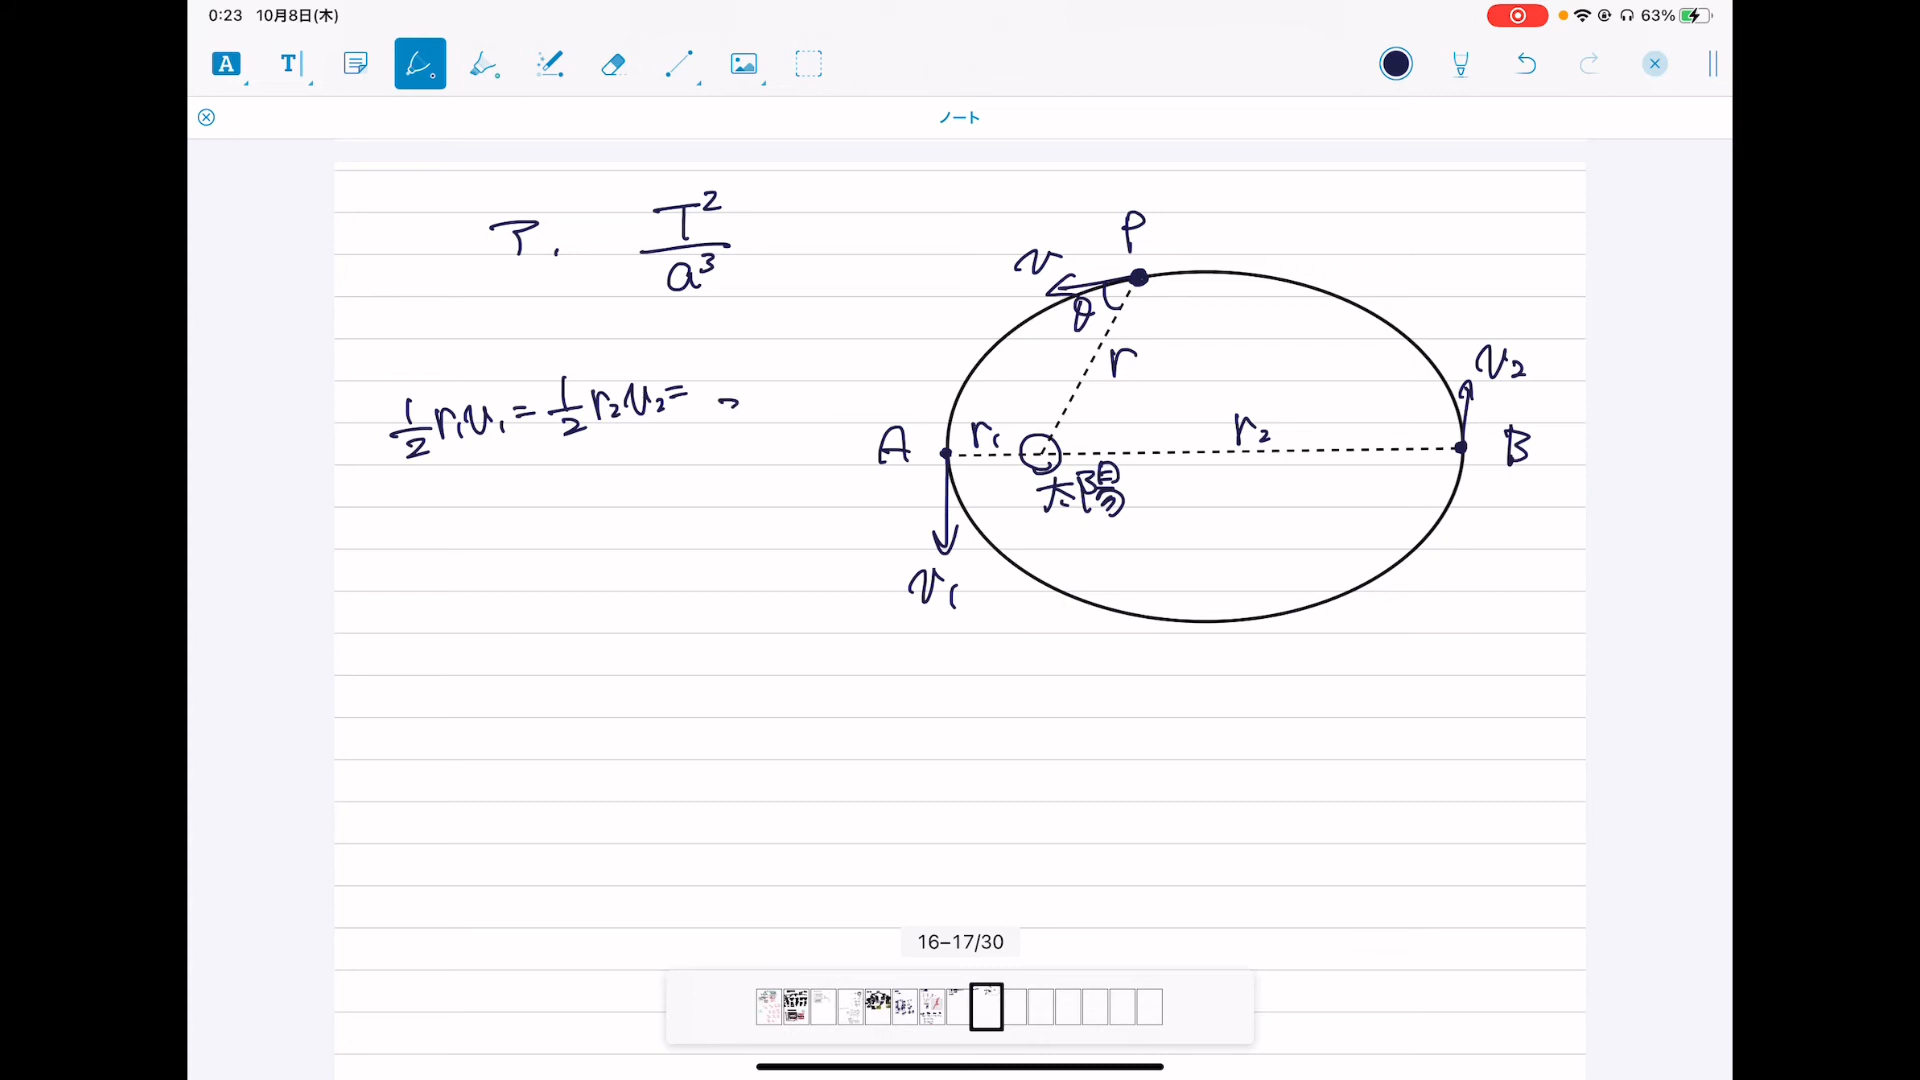 0:23 10月8日(木) 63%
A T
ノート
T. T²/a³
P
v
θ
r
v₂
½r₁v₁=½r₂v₂=
A r₁ r₂ B
太陽
v₁
16–17/30